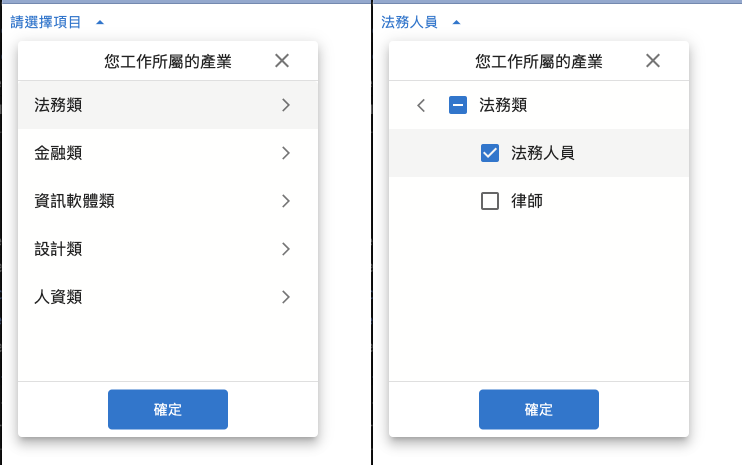 請選擇項目
您工作所屬的產業
法務類
金融類
資訊軟體類
設計類
人資類
確定
法務人員
您工作所屬的產業
法務類
法務人員
律師
確定